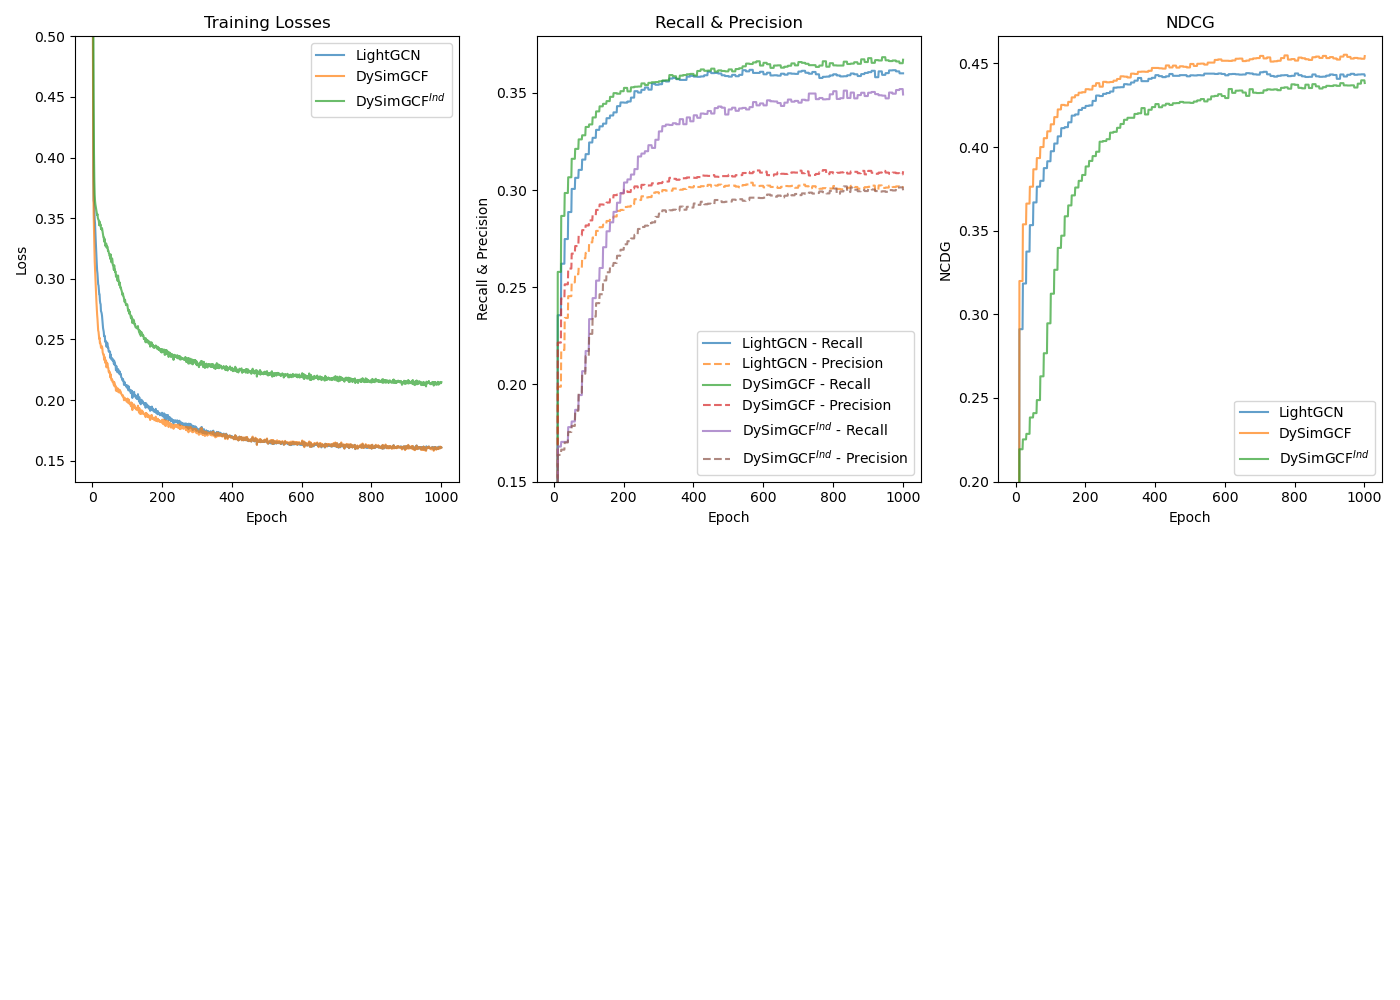 Training Losses
0.50
0.45
0.40
0.35
0.30
0.25
0.20
0.15
Loss
0 200 400 600 800 1000
Epoch
LightGCN
DySimGCF
DySimGCF^Ind
Recall & Precision
0.35
0.30
0.25
0.20
0.15
Recall & Precision
0 200 400 600 800 1000
Epoch
LightGCN - Recall
LightGCN - Precision
DySimGCF - Recall
DySimGCF - Precision
DySimGCF^Ind - Recall
DySimGCF^Ind - Precision
NDCG
0.45
0.40
0.35
0.30
0.25
0.20
NCDG
0 200 400 600 800 1000
Epoch
LightGCN
DySimGCF
DySimGCF^Ind